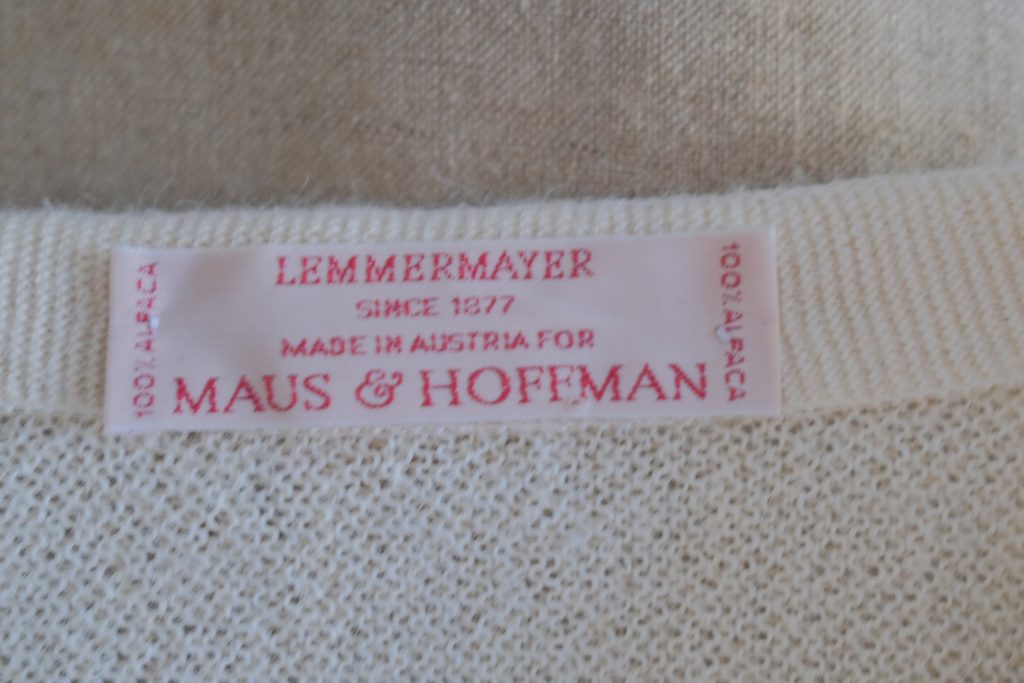 LEMMERMAYER
SINCE 1877
MADE IN AUSTRIA FOR
MAUS & HOFFMAN
100% ALPACA
100% ALPACA